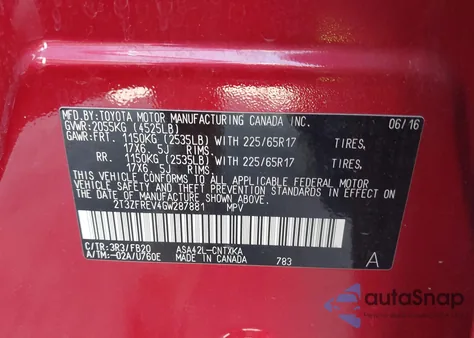 MFD.BY: TOYOTA MOTOR MANUFACTURING CANADA INC. 06/16
GVWR: 2055KG (4525LB)
GAWR: FRT. 1150KG (2535LB) WITH 225/65R17 TIRES,
17X6.5J RIMS
RR. 1150KG (2535LB) WITH 225/65R17 TIRES,
17X6.5J RIMS
THIS VEHICLE CONFORMS TO ALL APPLICABLE FEDERAL MOTOR
VEHICLE SAFETY, BUMPER, AND THEFT PREVENTION STANDARDS IN EFFECT ON
THE DATE OF MANUFACTURE SHOWN ABOVE.
2T3ZFREV4GW287881 MPV
C/TR: 3R3/FB20 ASA42L-CNTXKA
A/TM: -02A/U760E MADE IN CANADA 783 A
autoSnap
by Carfast